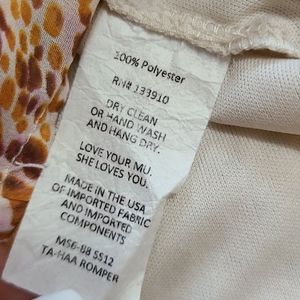 100% Polyester
RN# 133910
DRY CLEAN
OR HAND WASH
AND HANG DRY.
LOVE YOUR MU.
SHE LOVES YOU.
MADE IN THE USA
OF IMPORTED FABRIC
AND IMPORTED
COMPONENTS
MS6-88 5512
TA-HAA ROMPER